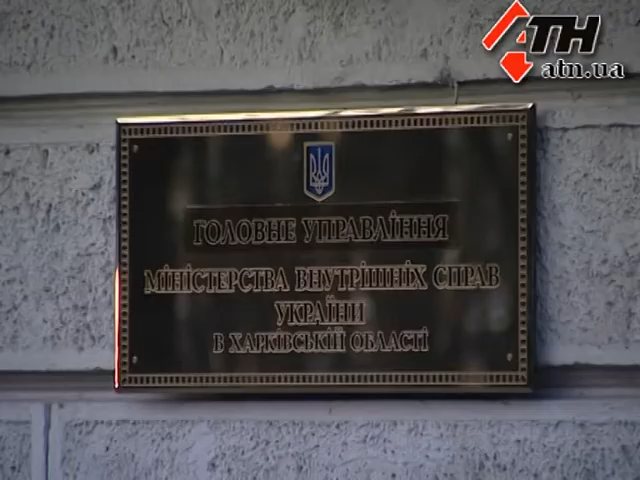 АТН
atn.ua
ГОЛОВНЕ УПРАВЛІННЯ
МІНІСТЕРСТВА ВНУТРІШНІХ СПРАВ
УКРАЇНИ
В ХАРКІВСЬКІЙ ОБЛАСТІ